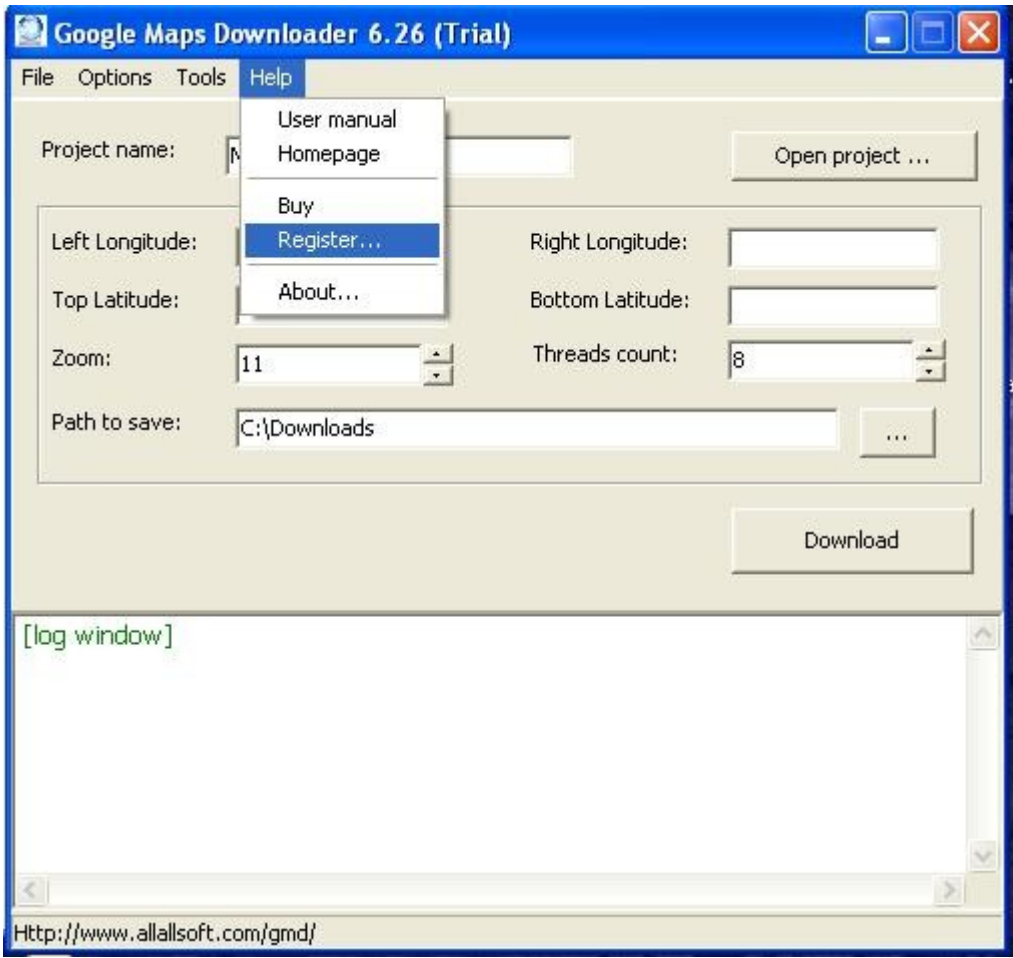 Google Maps Downloader 6.26 (Trial)
File Options Tools Help
User manual
Homepage
Buy
Register...
About...
Project name:
Open project ...
Left Longitude:
Right Longitude:
Top Latitude:
Bottom Latitude:
Zoom: 11
Threads count: 8
Path to save: C:\Downloads ...
Download
[log window]
Http://www.allallsoft.com/gmd/